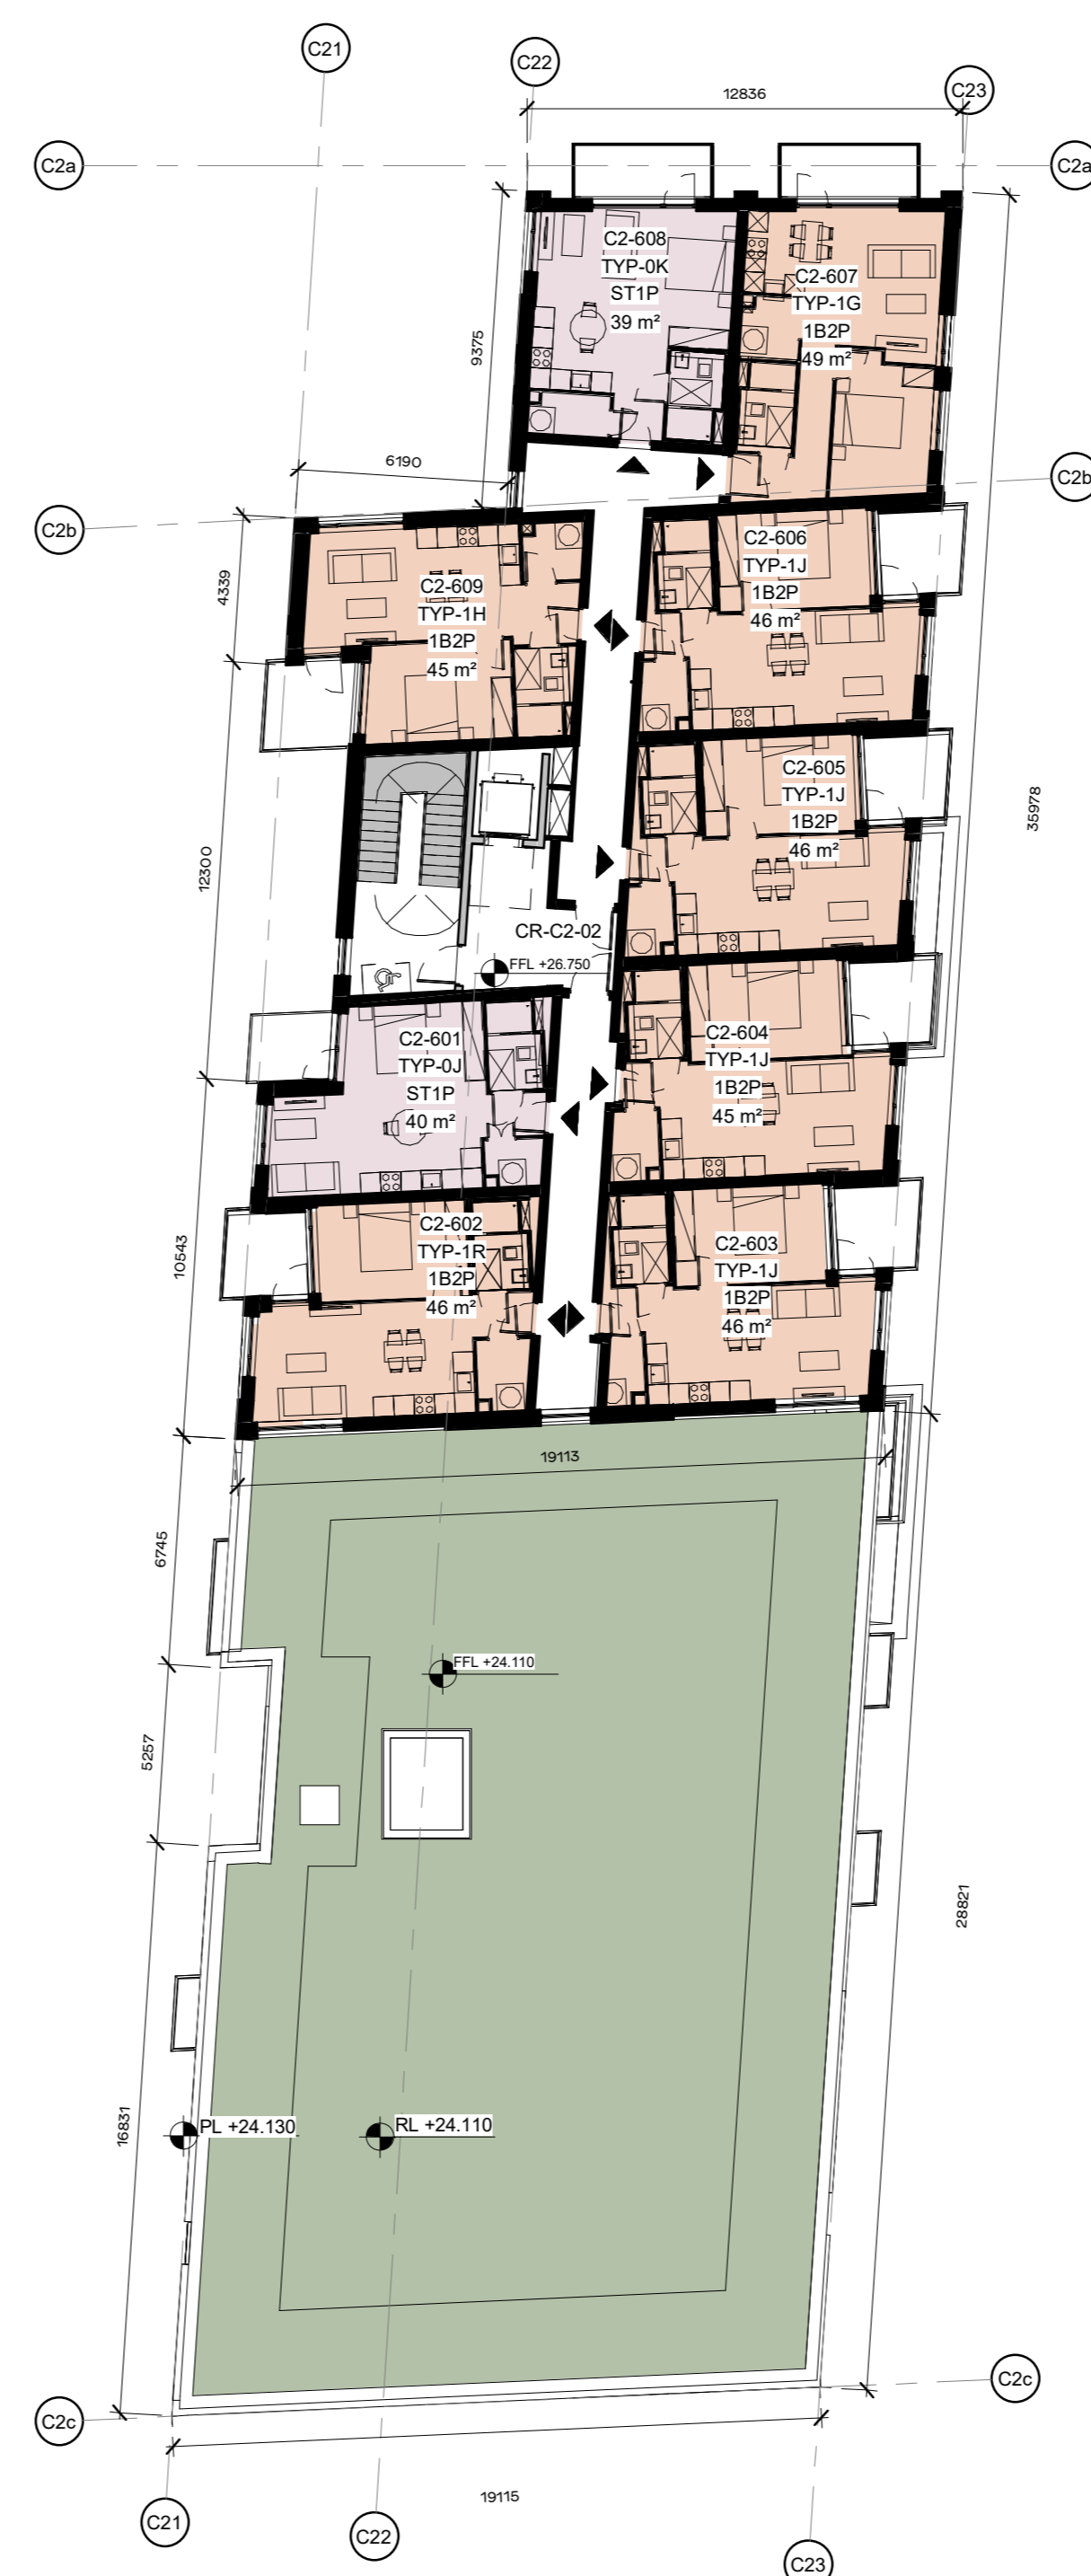 C21
C22
C23
12836
C2a
C2a
C2-608
TYP-0K
ST1P
39 m²
C2-607
TYP-1G
1B2P
49 m²
9375
6190
C2b
C2b
C2-606
TYP-1J
1B2P
46 m²
4339
C2-609
TYP-1H
1B2P
45 m²
C2-605
TYP-1J
1B2P
46 m²
35978
12300
CR-C2-02
FFL +26.750
C2-601
TYP-0J
ST1P
40 m²
C2-604
TYP-1J
1B2P
45 m²
C2-602
TYP-1R
1B2P
46 m²
C2-603
TYP-1J
1B2P
46 m²
10543
19113
6745
FFL +24.110
5257
28821
16831
PL +24.130
RL +24.110
C2c
C2c
19115
C21
C22
C23